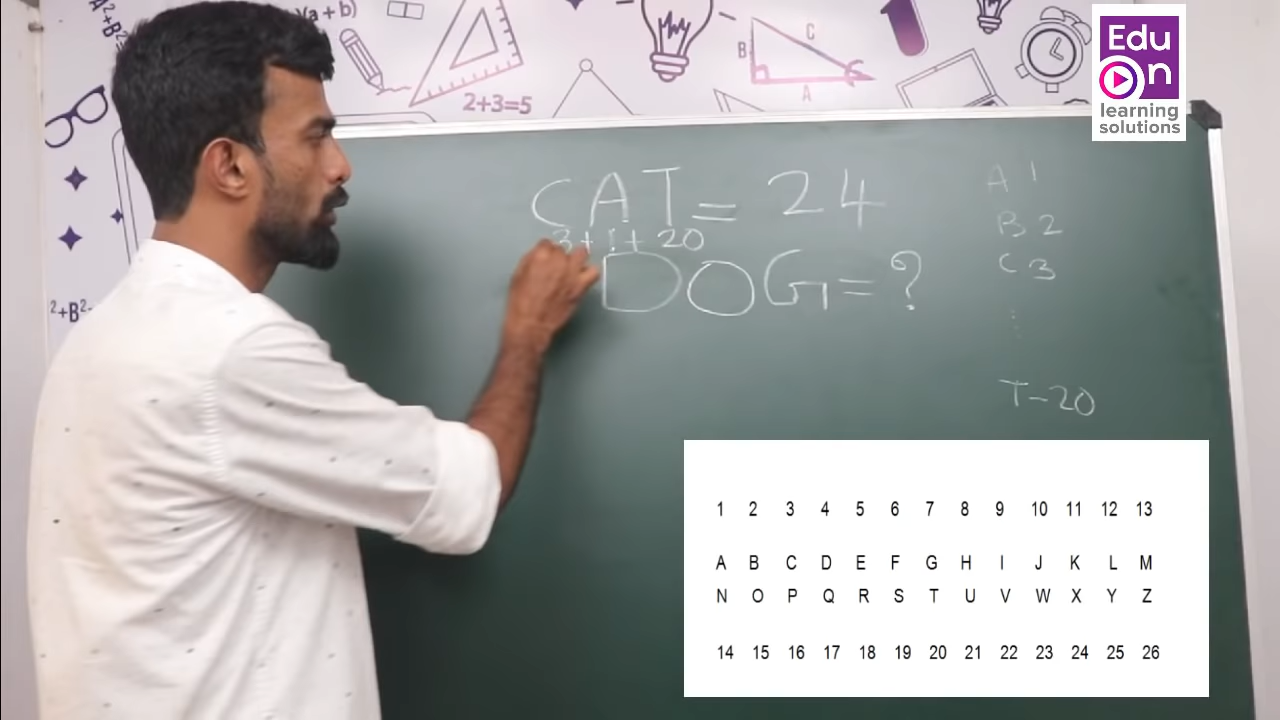 A²+B²=
(a + b)
2+3=5
B
C
A
Edu
On
learning
solutions
CAT = 24
3+1+20
DOG = ?
A 1
B 2
C 3
T-20
²+B²-
1 2 3 4 5 6 7 8 9 10 11 12 13
A B C D E F G H I J K L M
N O P Q R S T U V W X Y Z
14 15 16 17 18 19 20 21 22 23 24 25 26